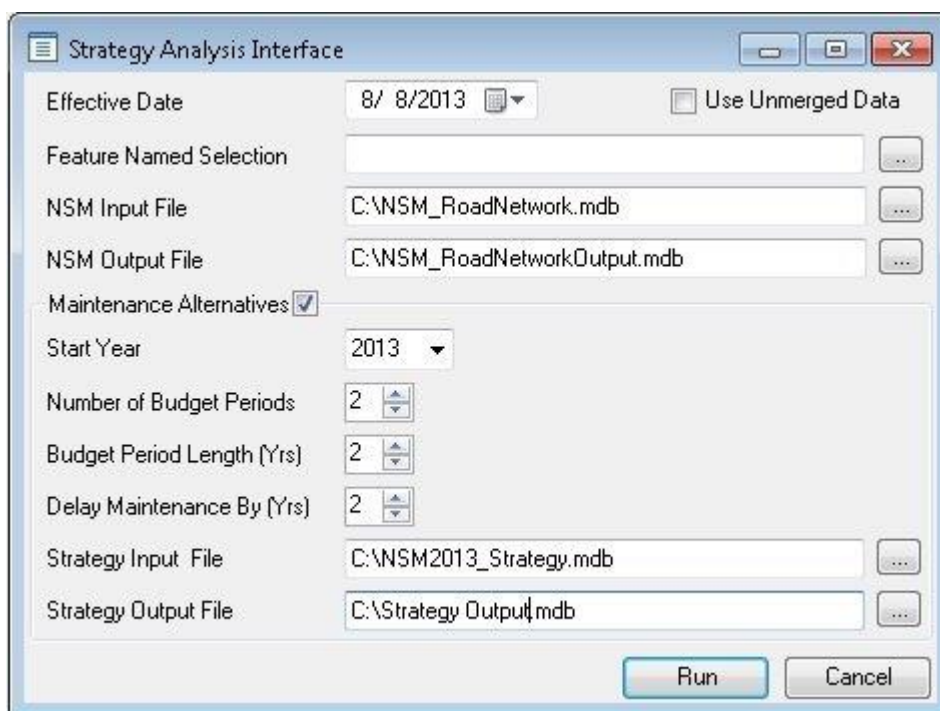 Strategy Analysis Interface
Effective Date 8/ 8/2013 Use Unmerged Data
Feature Named Selection ...
NSM Input File C:\NSM_RoadNetwork.mdb ...
NSM Output File C:\NSM_RoadNetworkOutput.mdb ...
Maintenance Alternatives
Start Year 2013
Number of Budget Periods 2
Budget Period Length (Yrs) 2
Delay Maintenance By (Yrs) 2
Strategy Input File C:\NSM2013_Strategy.mdb ...
Strategy Output File C:\Strategy Output.mdb ...
Run Cancel